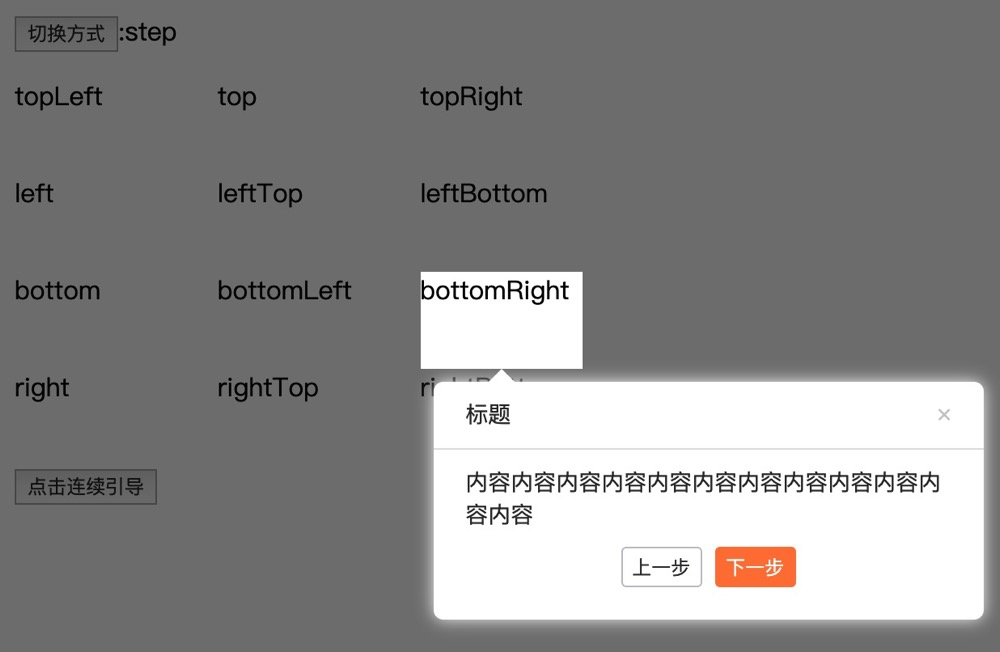 切换方式:step
topLeft top topRight
left leftTop leftBottom
bottom bottomLeft bottomRight
right rightTop
标题 ×
内容内容内容内容内容内容内容内容内容内容内
容内容
上一步 下一步
点击连续引导